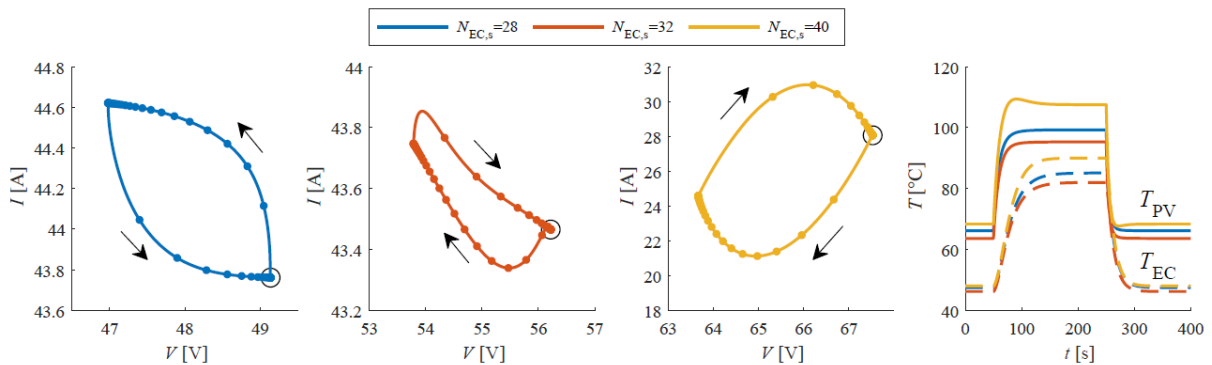 N_EC,s=28 N_EC,s=32 N_EC,s=40
I [A]
44.8
44.6
44.4
44.2
44
43.8
43.6
47 48 49
V [V]
I [A]
44
43.8
43.6
43.4
43.2
53 54 55 56 57
V [V]
I [A]
32
30
28
26
24
22
20
18
63 64 65 66 67
V [V]
T [°C]
120
100
80
60
40
T_PV
T_EC
0 100 200 300 400
t [s]